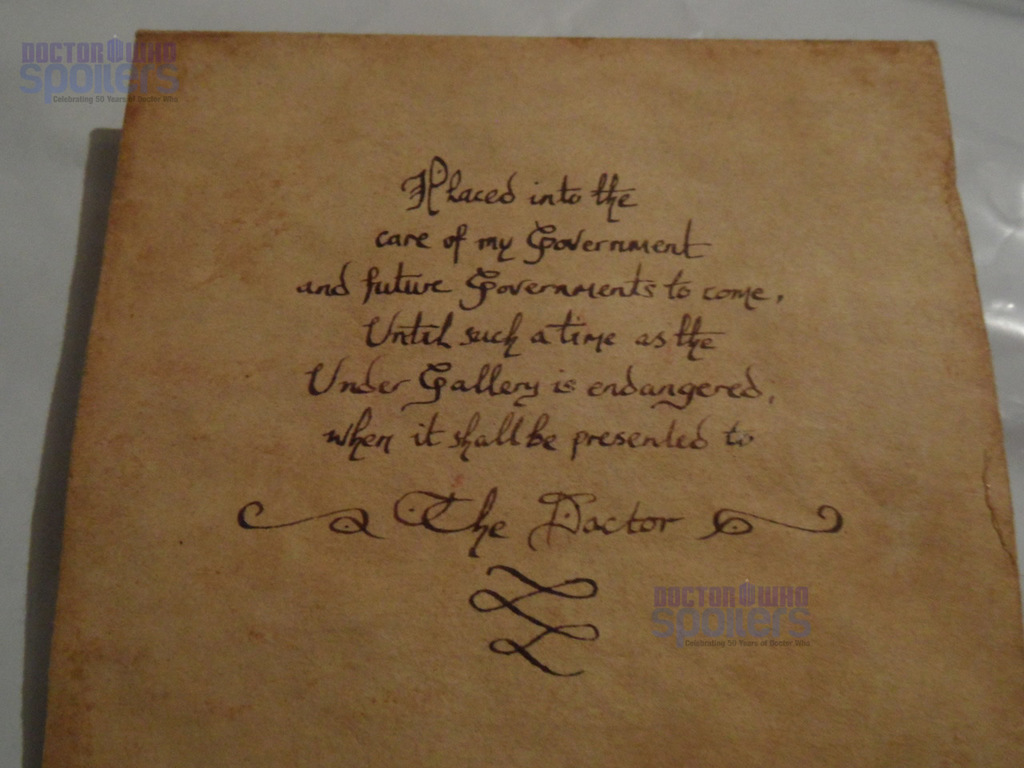 DOCTOR WHO
spoilers
Celebrating 50 Years of Doctor Who
Placed into the
care of my Government
and future Governments to come,
Until such a time as the
Under Gallery is endangered,
when it shall be presented to
The Doctor
DOCTOR WHO
spoilers
Celebrating 50 Years of Doctor Who